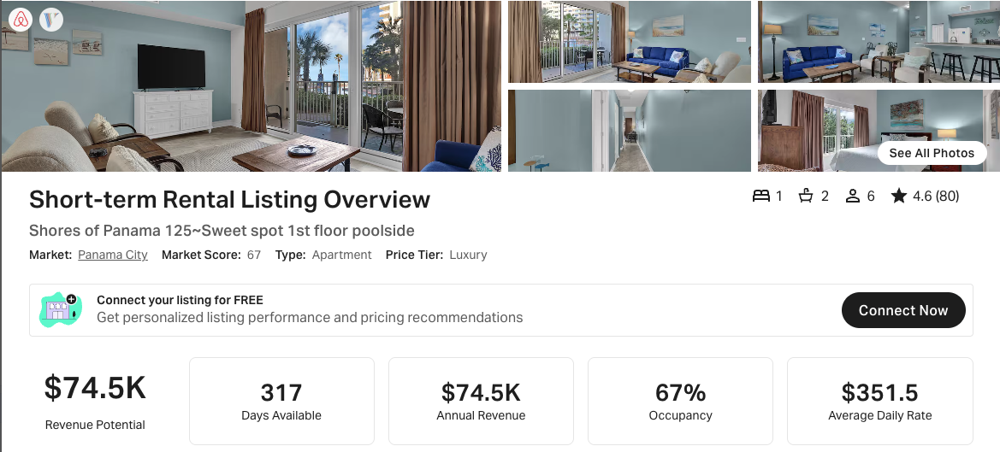 See All Photos
Short-term Rental Listing Overview
1 2 6 4.6 (80)
Shores of Panama 125~Sweet spot 1st floor poolside
Market: Panama City Market Score: 67 Type: Apartment Price Tier: Luxury
Connect your listing for FREE
Get personalized listing performance and pricing recommendations
Connect Now
$74.5K
Revenue Potential
317
Days Available
$74.5K
Annual Revenue
67%
Occupancy
$351.5
Average Daily Rate